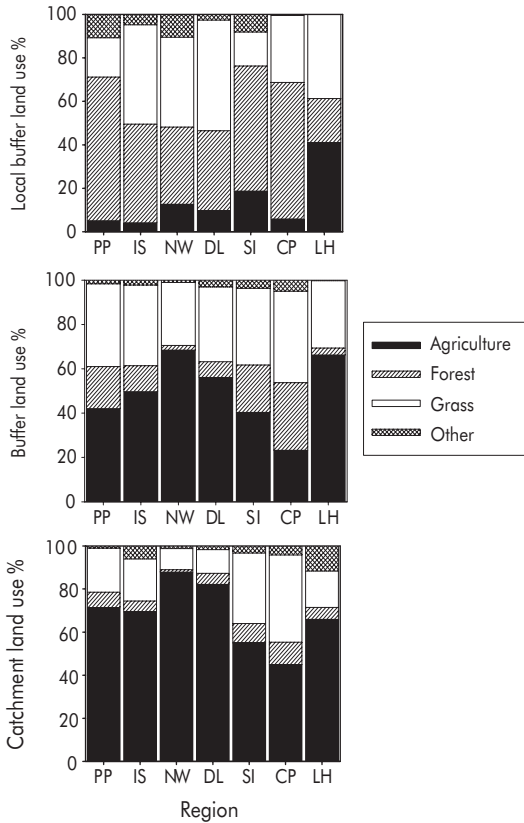 Local buffer land use %
100
80
60
40
20
0
PP IS NW DL SI CP LH
Buffer land use %
100
80
60
40
20
0
PP IS NW DL SI CP LH
Agriculture
Forest
Grass
Other
Catchment land use %
100
80
60
40
20
0
PP IS NW DL SI CP LH
Region